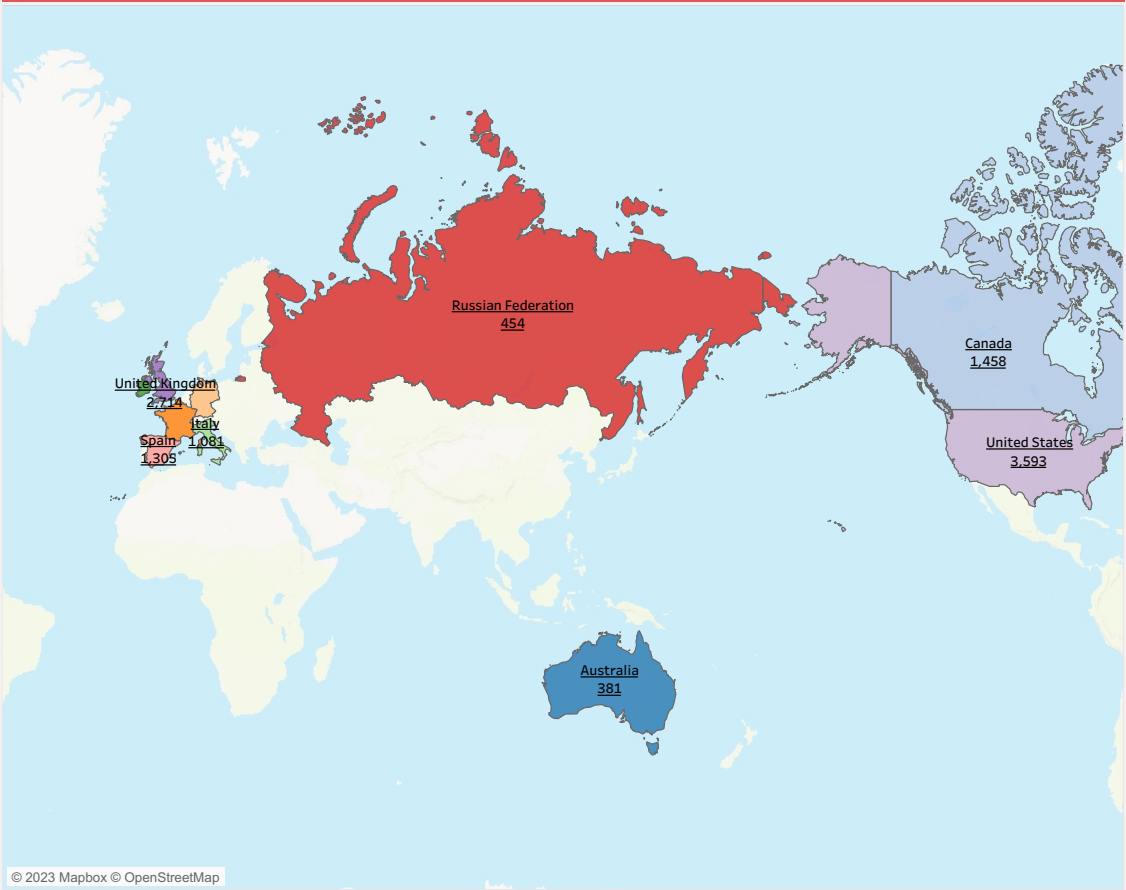 Russian Federation
454
Canada
1,458
United Kingdom
2,714
Italy
1,081
Spain
1,305
United States
3,593
Australia
381
© 2023 Mapbox © OpenStreetMap